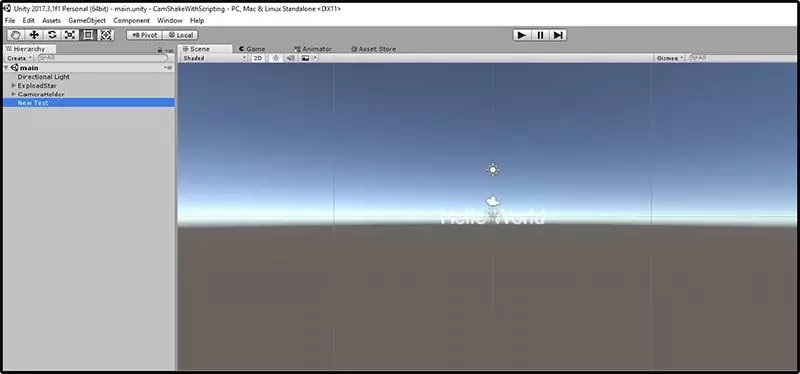 Unity 2017.3.1f1 Personal (64bit) - main.unity - CamShakeWithScripting - PC, Mac & Linux Standalone <DX11>
File Edit Assets GameObject Component Window Help
Pivot Local
Hierarchy Scene Game Animator Asset Store
Create All Shaded 2D Gizmos All
main
Directional Light
ExploadStar
CameraHolder
New Text
Hello World